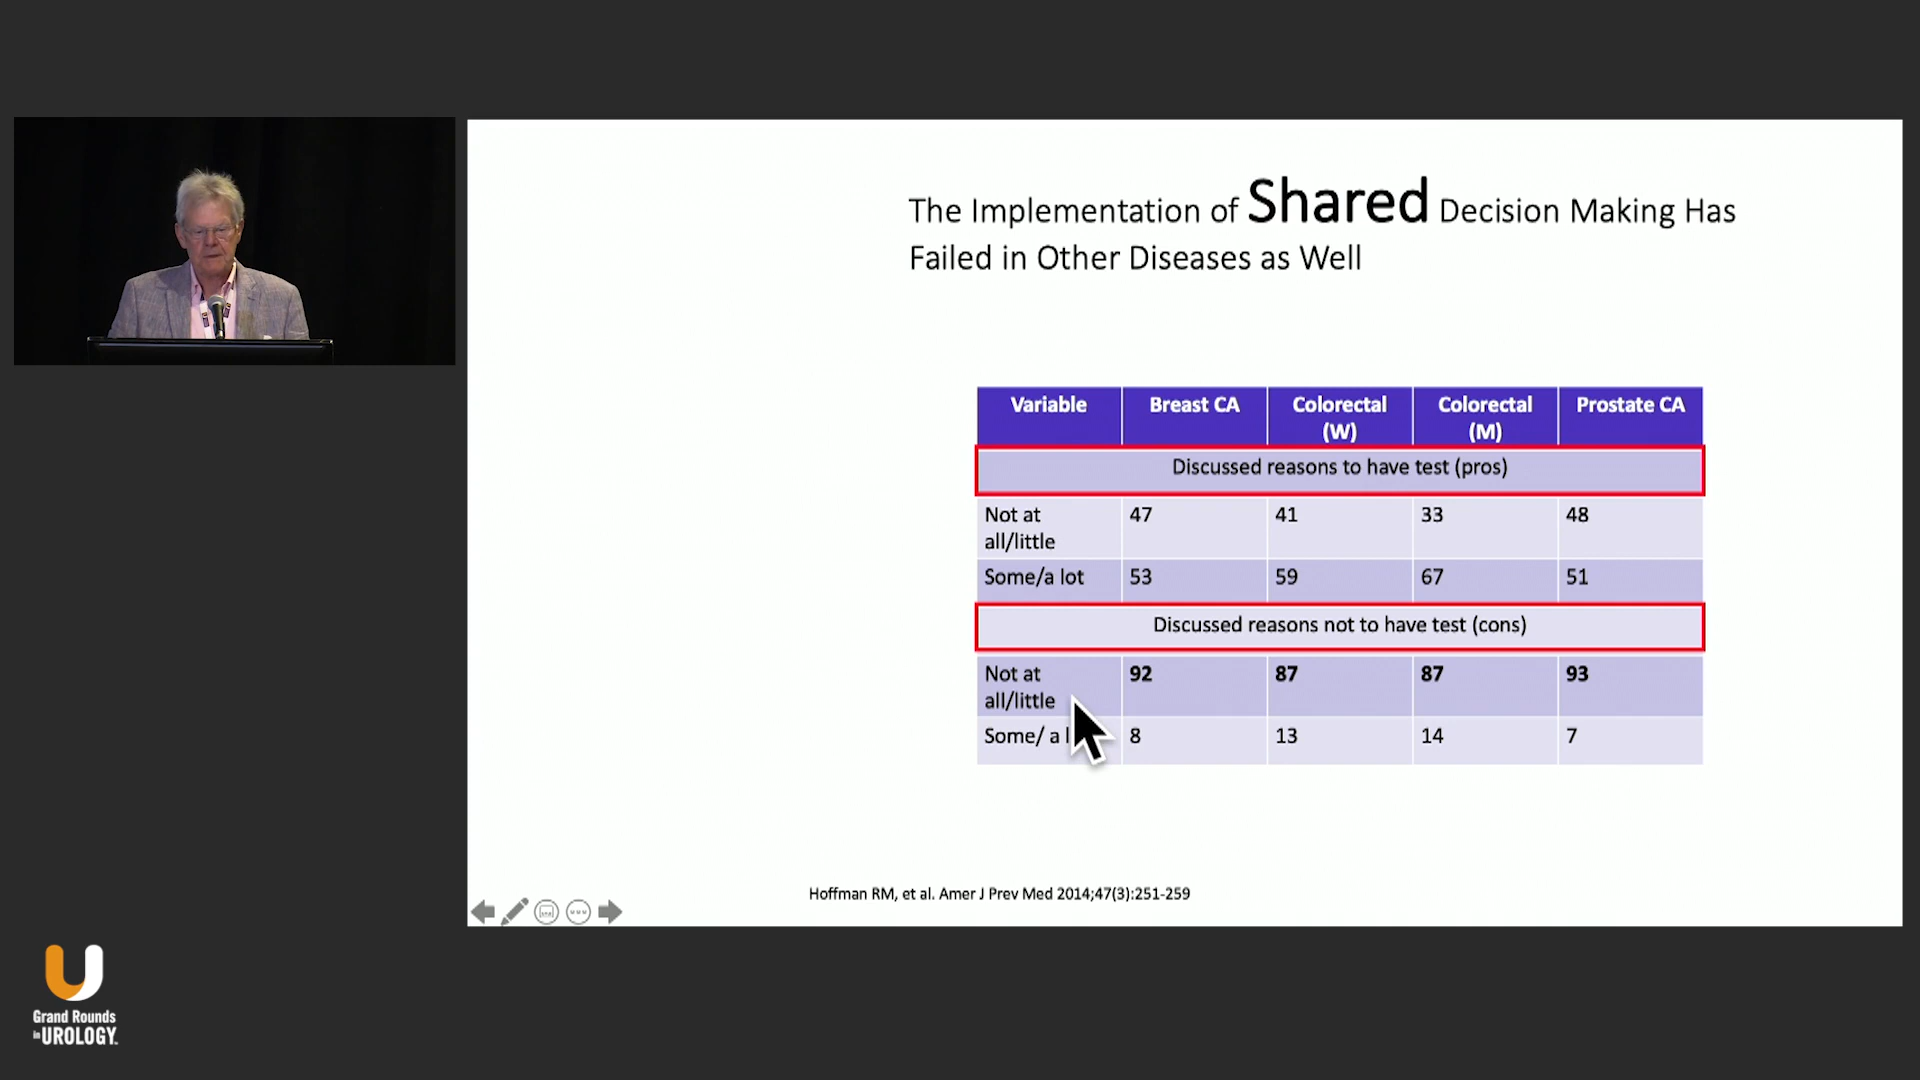 The Implementation of Shared Decision Making Has
Failed in Other Diseases as Well
Variable Breast CA Colorectal (W) Colorectal (M) Prostate CA
Discussed reasons to have test (pros)
Not at all/little 47 41 33 48
Some/a lot 53 59 67 51
Discussed reasons not to have test (cons)
Not at all/little 92 87 87 93
Some/ a l 8 13 14 7
Hoffman RM, et al. Amer J Prev Med 2014;47(3):251-259
Grand Rounds
in UROLOGY